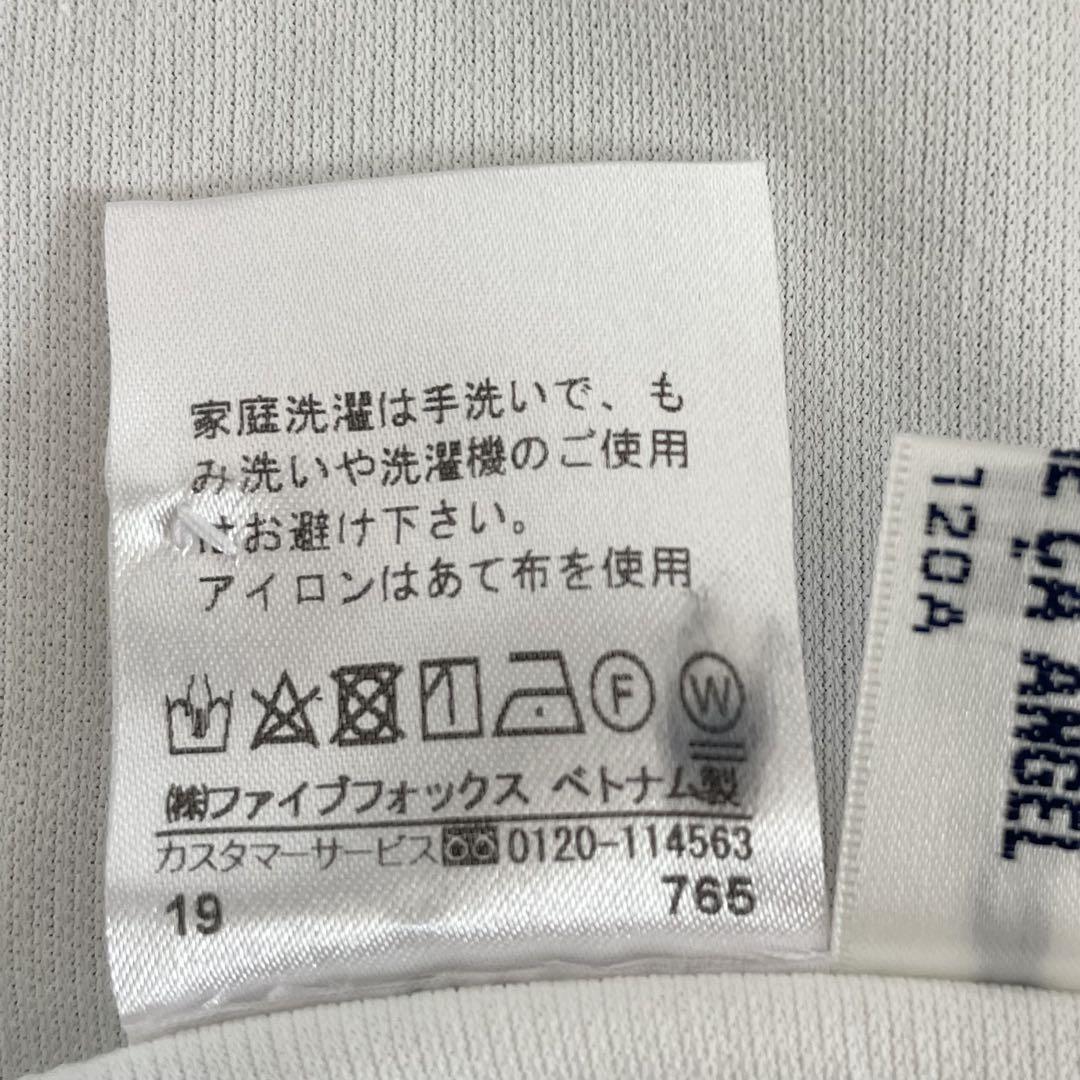 家庭洗濯は手洗いで、も
み洗いや洗濯機のご使用
はお避け下さい。
アイロンはあて布を使用
F W
㈱ファイブフォックス ベトナム製
カスタマーサービス 0120-114563
19 765
ÇA ANGEL
120A